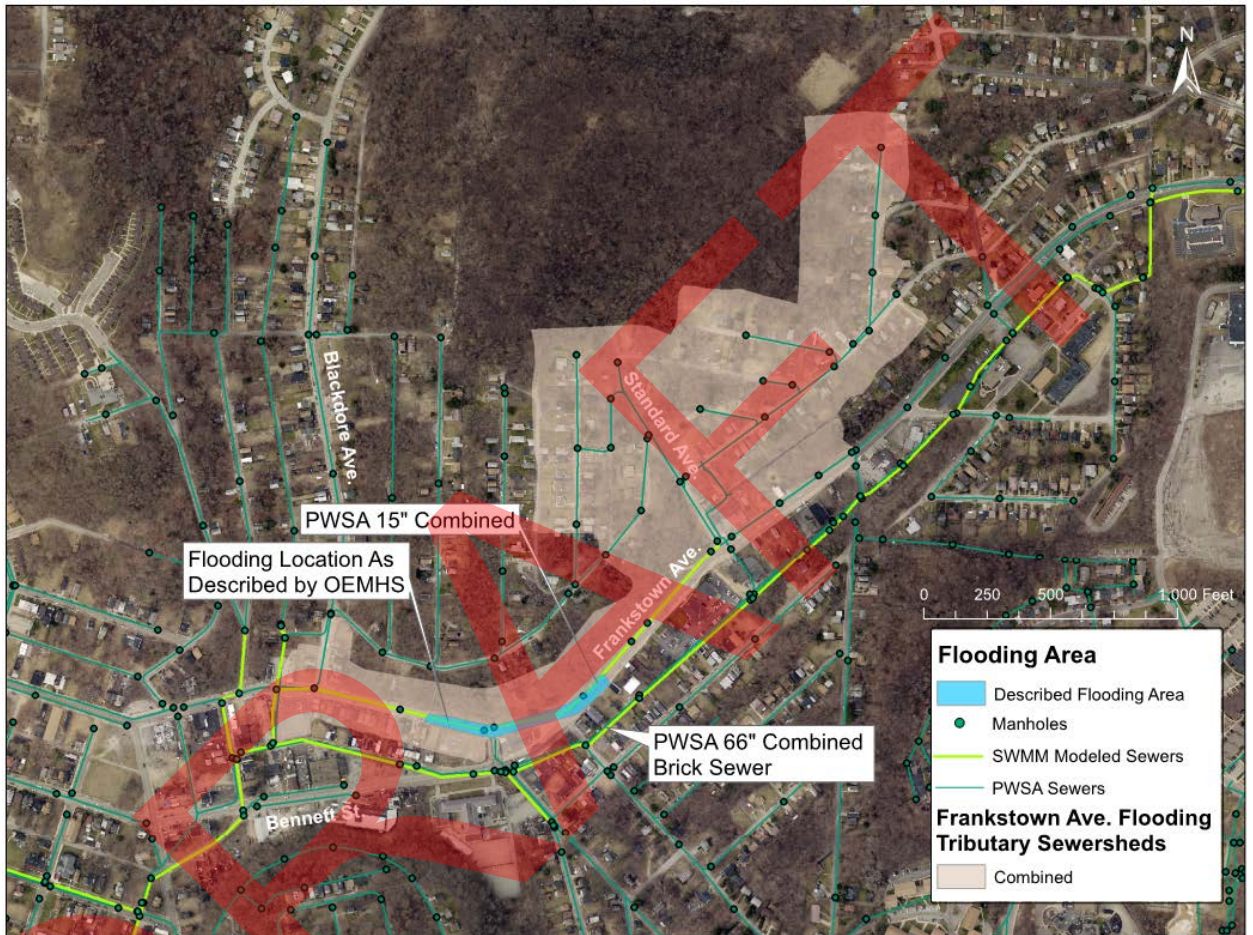 N
Blackdore Ave.
Standard Ave.
PWSA 15" Combined
Flooding Location As
Described by OEMHS
Frankstown Ave.
0 250 500 1,000 Feet
PWSA 66" Combined
Brick Sewer
Bennett St.
Flooding Area
Described Flooding Area
Manholes
SWMM Modeled Sewers
PWSA Sewers
Frankstown Ave. Flooding
Tributary Sewersheds
Combined
DRAFT